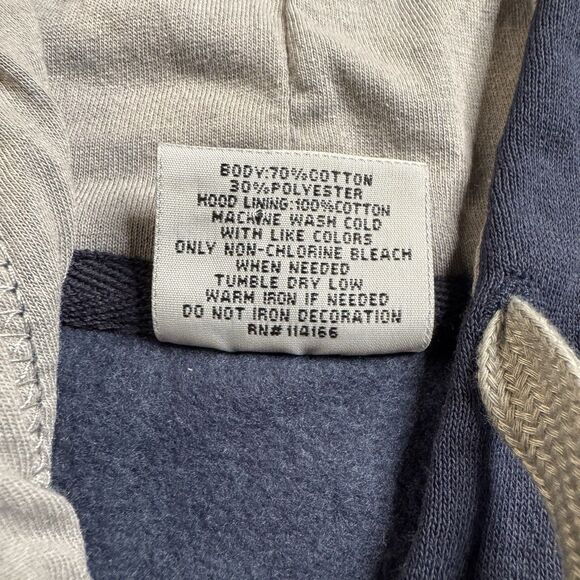 BODY:70%COTTON
30%POLYESTER
HOOD LINING:100%COTTON
MACHINE WASH COLD
WITH LIKE COLORS
ONLY NON-CHLORINE BLEACH
WHEN NEEDED
TUMBLE DRY LOW
WARM IRON IF NEEDED
DO NOT IRON DECORATION
RN#114166